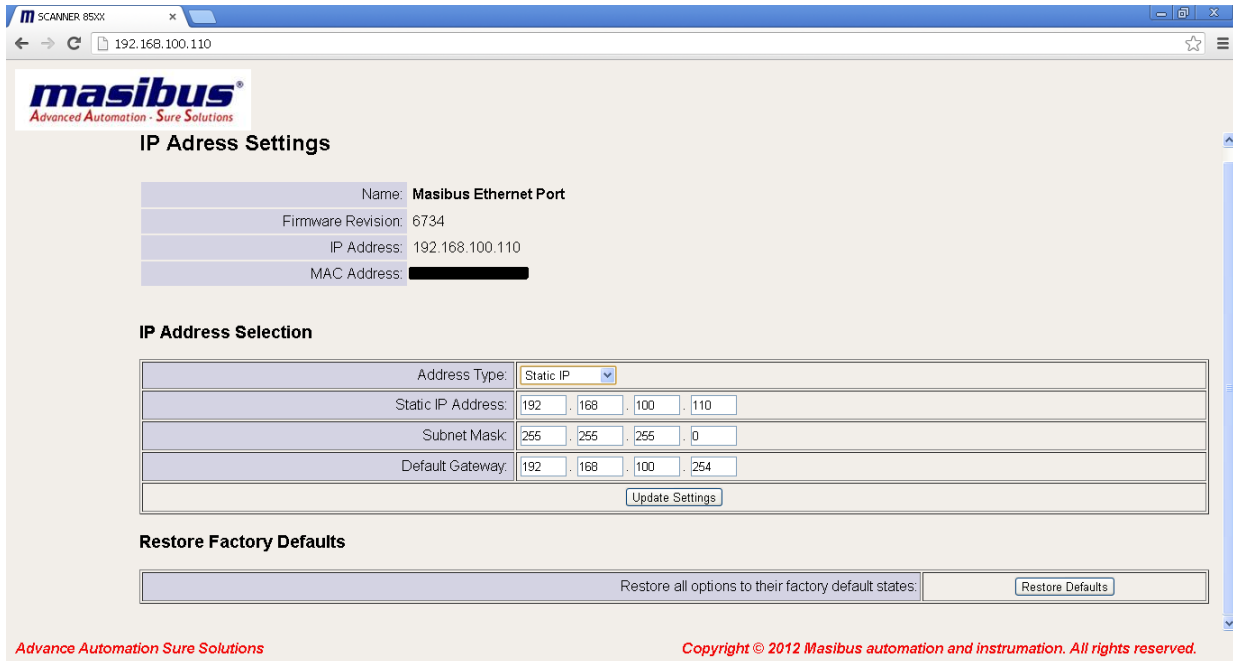 SCANNER 85XX
192.168.100.110
masibus®
Advanced Automation - Sure Solutions
IP Adress Settings
Name: Masibus Ethernet Port
Firmware Revision: 6734
IP Address: 192.168.100.110
MAC Address:
IP Address Selection
Address Type: Static IP
Static IP Address: 192 . 168 . 100 . 110
Subnet Mask: 255 . 255 . 255 . 0
Default Gateway: 192 . 168 . 100 . 254
Update Settings
Restore Factory Defaults
Restore all options to their factory default states: Restore Defaults
Advance Automation Sure Solutions Copyright © 2012 Masibus automation and instrumation. All rights reserved.